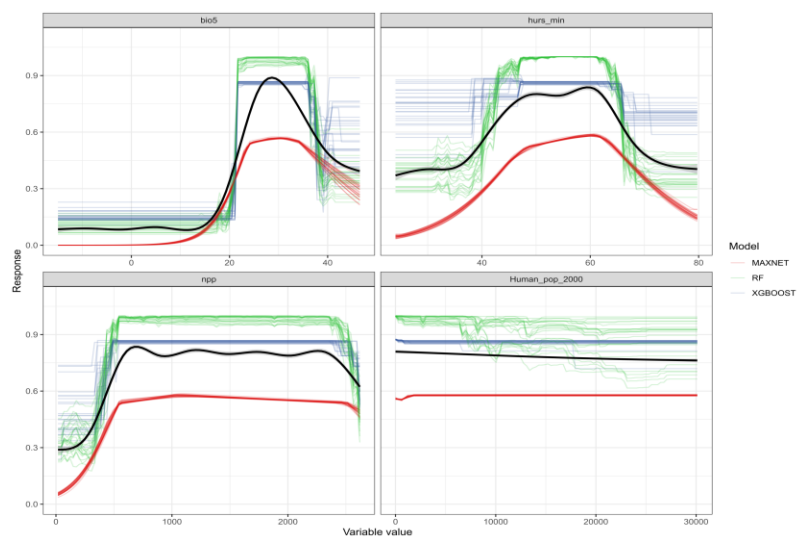 bio5
hurs_min
0.9
0.6
0.3
0.0
0
20
40
40
60
80
npp
Human_pop_2000
0.9
0.6
0.3
0.0
0
1000
2000
0
10000
20000
30000
Response
Variable value
Model
MAXNET
RF
XGBOOST